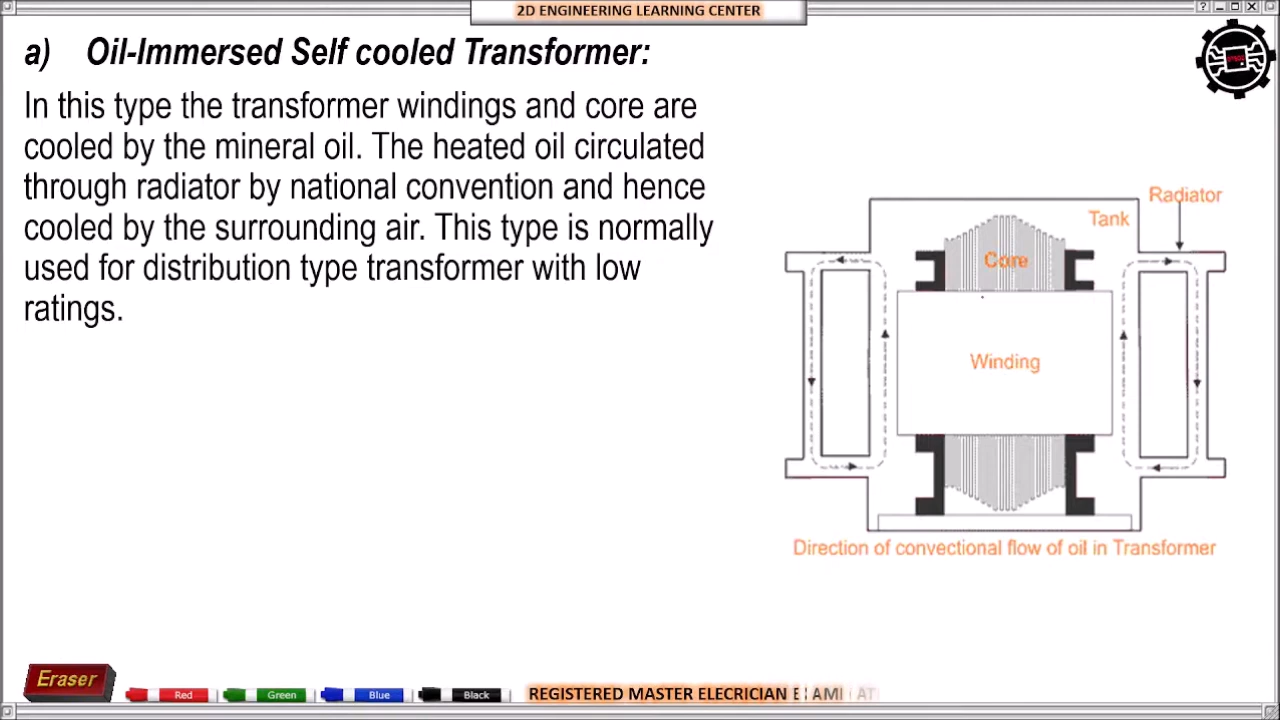 2D ENGINEERING LEARNING CENTER
a) Oil-Immersed Self cooled Transformer:
In this type the transformer windings and core are
cooled by the mineral oil. The heated oil circulated
through radiator by national convention and hence
cooled by the surrounding air. This type is normally
used for distribution type transformer with low
ratings.
Radiator
Tank
Core
Winding
Direction of convectional flow of oil in Transformer
Eraser
Red
Green
Blue
Black
REGISTERED MASTER ELECRICIAN